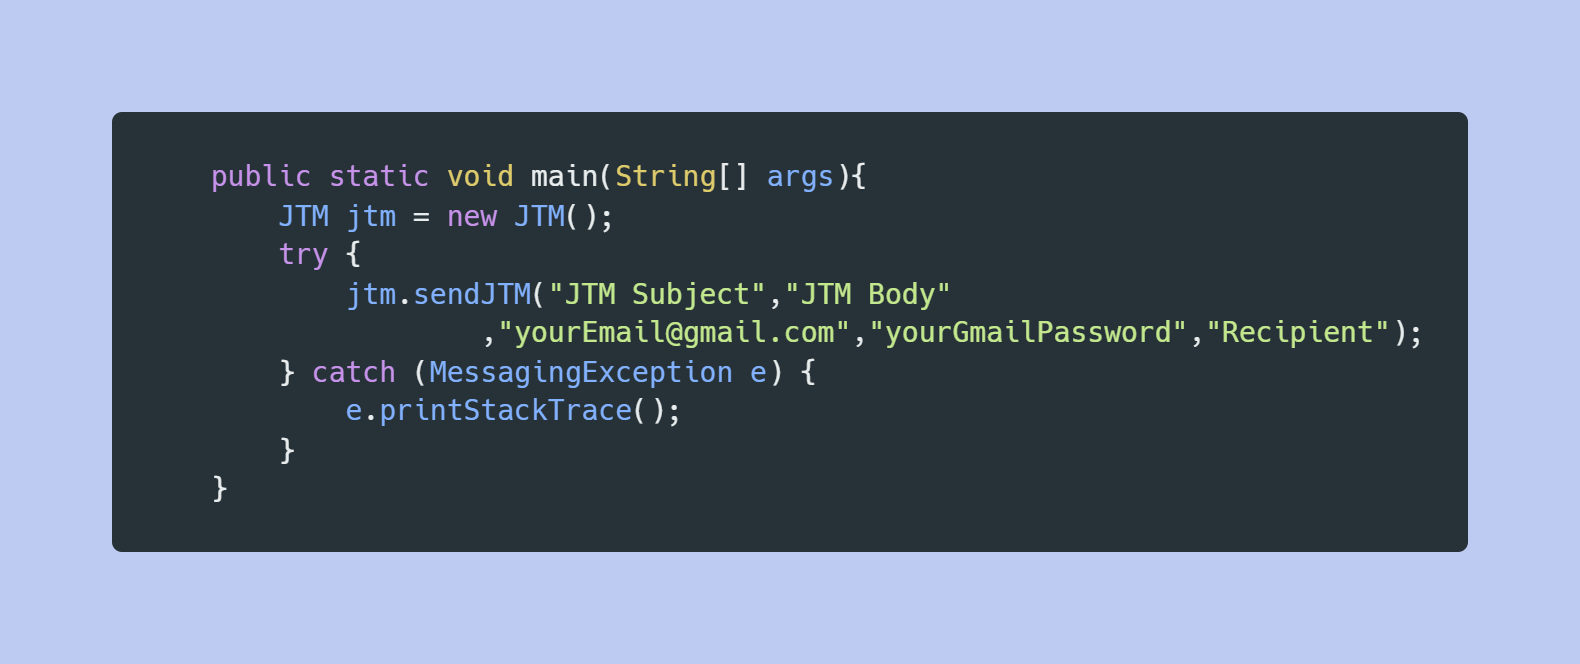 public static void main(String[] args){
    JTM jtm = new JTM();
    try {
        jtm.sendJTM("JTM Subject","JTM Body"
                ,"yourEmail@gmail.com","yourGmailPassword","Recipient");
    } catch (MessagingException e) {
        e.printStackTrace();
    }
}